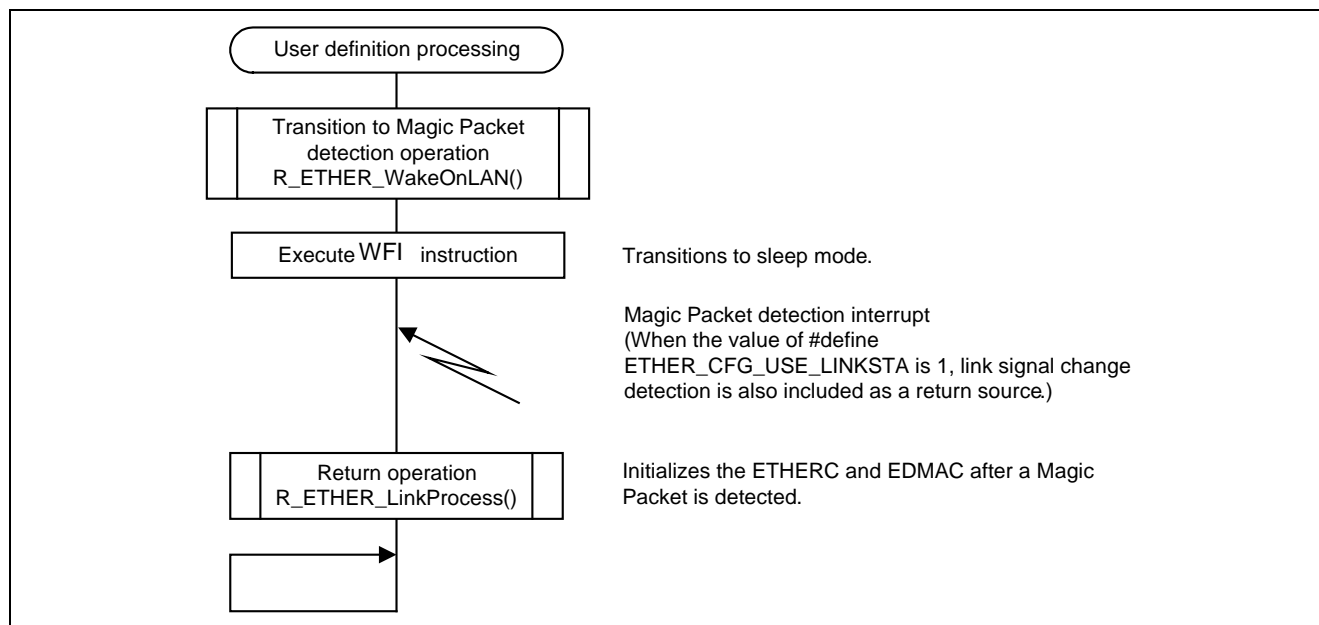 User definition processing
Transition to Magic Packet
detection operation
R_ETHER_WakeOnLAN()
Execute WFI instruction
Transitions to sleep mode.
Magic Packet detection interrupt
(When the value of #define
ETHER_CFG_USE_LINKSTA is 1, link signal change
detection is also included as a return source.)
Return operation
R_ETHER_LinkProcess()
Initializes the ETHERC and EDMAC after a Magic
Packet is detected.